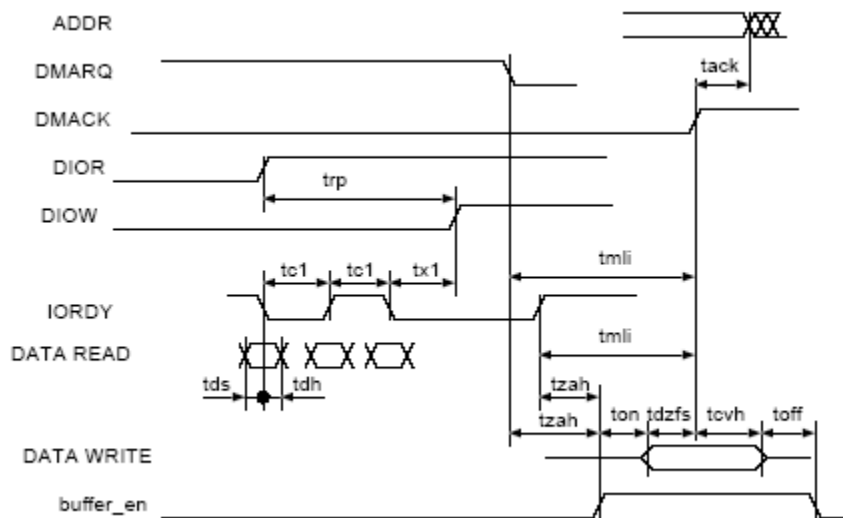 ADDR
DMARQ
tack
DMACK
DIOR
trp
DIOW
tc1 tc1 tx1
tmli
IORDY
DATA READ
tmli
tds tdh
tzah
tzah ton tdzfs tcvh toff
DATA WRITE
buffer_en